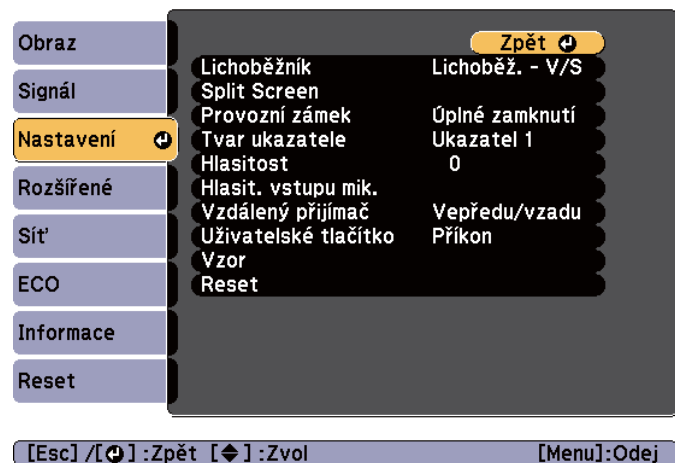 Obraz
Signál
Nastavení
Rozšířené
Síť
ECO
Informace
Reset
Zpět
Lichoběžník Lichoběž. - V/S
Split Screen
Provozní zámek Úplné zamknutí
Tvar ukazatele Ukazatel 1
Hlasitost 0
Hlasit. vstupu mik.
Vzdálený přijímač Vepředu/vzadu
Uživatelské tlačítko Příkon
Vzor
Reset
[Esc] /[ ] :Zpět [ ] :Zvol [Menu]:Odej